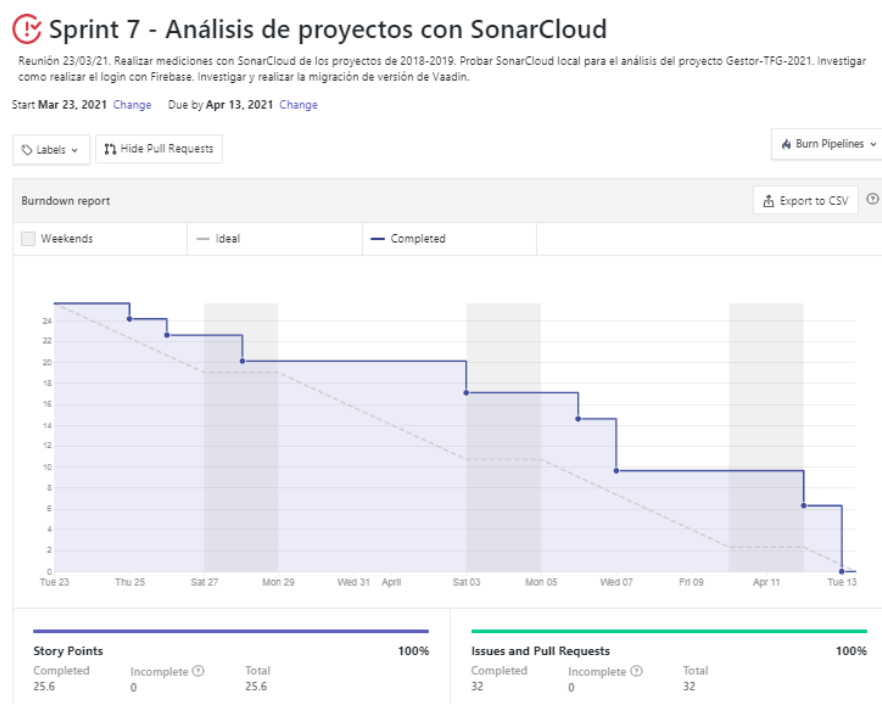 Sprint 7 - Análisis de proyectos con SonarCloud
Reunión 23/03/21. Realizar mediciones con SonarCloud de los proyectos de 2018-2019. Probar SonarCloud local para el análisis del proyecto Gestor-TFG-2021. Investigar
como realizar el login con Firebase. Investigar y realizar la migración de versión de Vaadin.
Start Mar 23, 2021 Change Due by Apr 13, 2021 Change
Labels Hide Pull Requests Burn Pipelines
Burndown report Export to CSV
Weekends Ideal Completed
24
22
20
18
16
14
12
10
8
6
4
2
0
Tue 23 Thu 25 Sat 27 Mon 29 Wed 31 April Sat 03 Mon 05 Wed 07 Fri 09 Apr 11 Tue 13
Story Points 100% Issues and Pull Requests 100%
Completed Incomplete Total Completed Incomplete Total
25.6 0 25.6 32 0 32